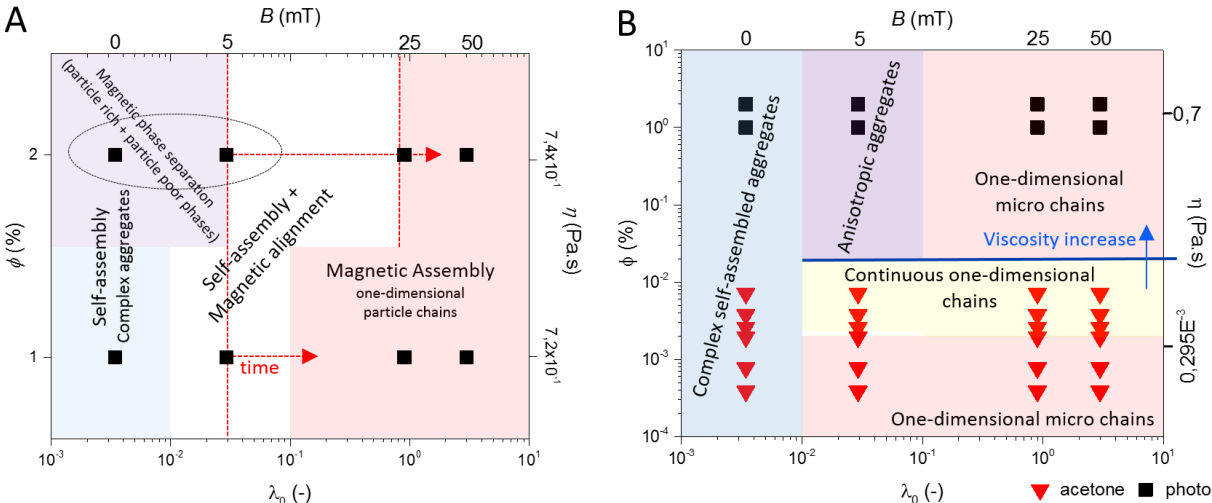 A
B (mT)
0 5 25 50
Magnetic phase separation
(particle rich + particle poor phases)
Self-assembly
Complex aggregates
Self-assembly +
Magnetic alignment
Magnetic Assembly
one-dimensional
particle chains
time
ϕ (%)
2
1
7,4x10⁻¹
η (Pa.s)
7,2x10⁻¹
10⁻³ 10⁻² 10⁻¹ 10⁰ 10¹
λ₀ (-)
B
B (mT)
0 5 25 50
10¹
10⁰
10⁻¹
10⁻²
10⁻³
10⁻⁴
ϕ (%)
Complex self-assembled aggregates
Anisotropic aggregates
One-dimensional
micro chains
Viscosity increase
Continuous one-dimensional
chains
One-dimensional micro chains
0,7
η (Pa.s)
0,295E⁻³
10⁻³ 10⁻² 10⁻¹ 10⁰ 10¹
λ₀ (-)
acetone photo